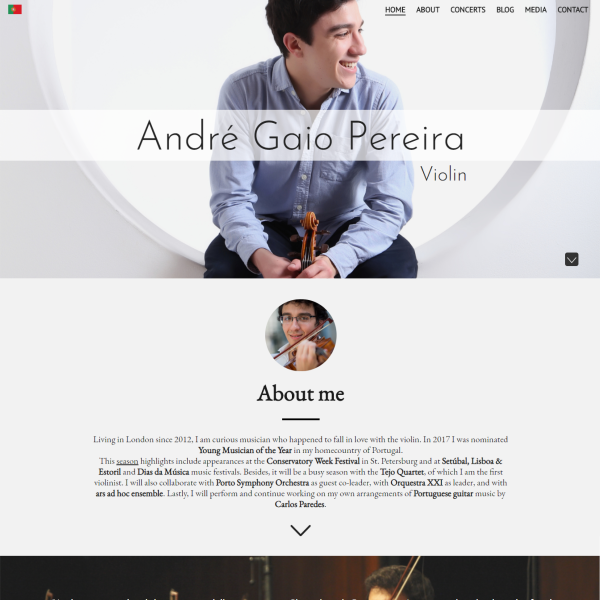 HOME ABOUT CONCERTS BLOG MEDIA CONTACT
André Gaio Pereira
Violin
About me
Living in London since 2012, I am curious musician who happened to fall in love with the violin. In 2017 I was nominated
Young Musician of the Year in my homecountry of Portugal.
This season highlights include appearances at the Conservatory Week Festival in St. Petersburg and at Setúbal, Lisboa &
Estoril and Dias da Música music festivals. Besides, it will be a busy season with the Tejo Quartet, of which I am the first
violinist. I will also collaborate with Porto Symphony Orchestra as guest co-leader, with Orquestra XXI as leader, and with
ars ad hoc ensemble. Lastly, I will perform and continue working on my own arrangements of Portuguese guitar music by
Carlos Paredes.